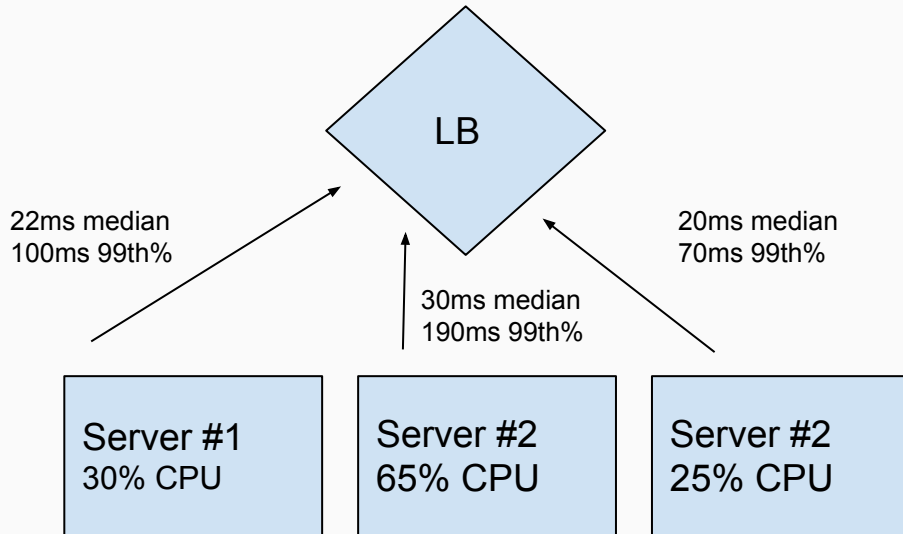 LB
22ms median
100ms 99th%
30ms median
190ms 99th%
20ms median
70ms 99th%
Server #1
30% CPU
Server #2
65% CPU
Server #2
25% CPU